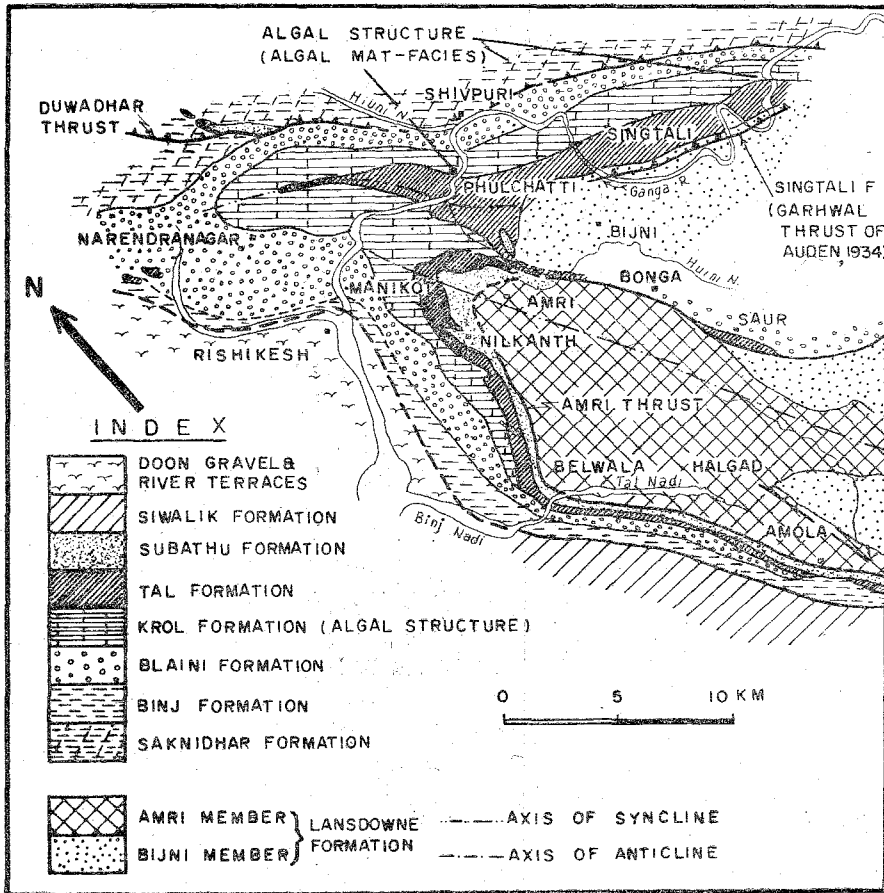 ALGAL STRUCTURE
(ALGAL MAT-FACIES)
DUWADHAR
THRUST
Hiuni N.
SHIVPURI
SINGTALI
PHULCHATTI
Ganga R.
SINGTALI F
(GARHWAL
THRUST OF
AUDEN 1934)
NARENDRANAGAR
BIJNI
Huini N.
BONGA
N
MANIKOT
AMRI
SAUR
RISHIKESH
NILKANTH
AMRI THRUST
BELWALA
HALGAD
Tal Nadi
Binj Nadi
AMOLA
INDEX
DOON GRAVEL &
RIVER TERRACES
SIWALIK FORMATION
SUBATHU FORMATION
TAL FORMATION
KROL FORMATION (ALGAL STRUCTURE)
BLAINI FORMATION
BINJ FORMATION
SAKNIDHAR FORMATION
0 5 10 KM
AMRI MEMBER
BIJNI MEMBER
LANSDOWNE
FORMATION
AXIS OF SYNCLINE
AXIS OF ANTICLINE